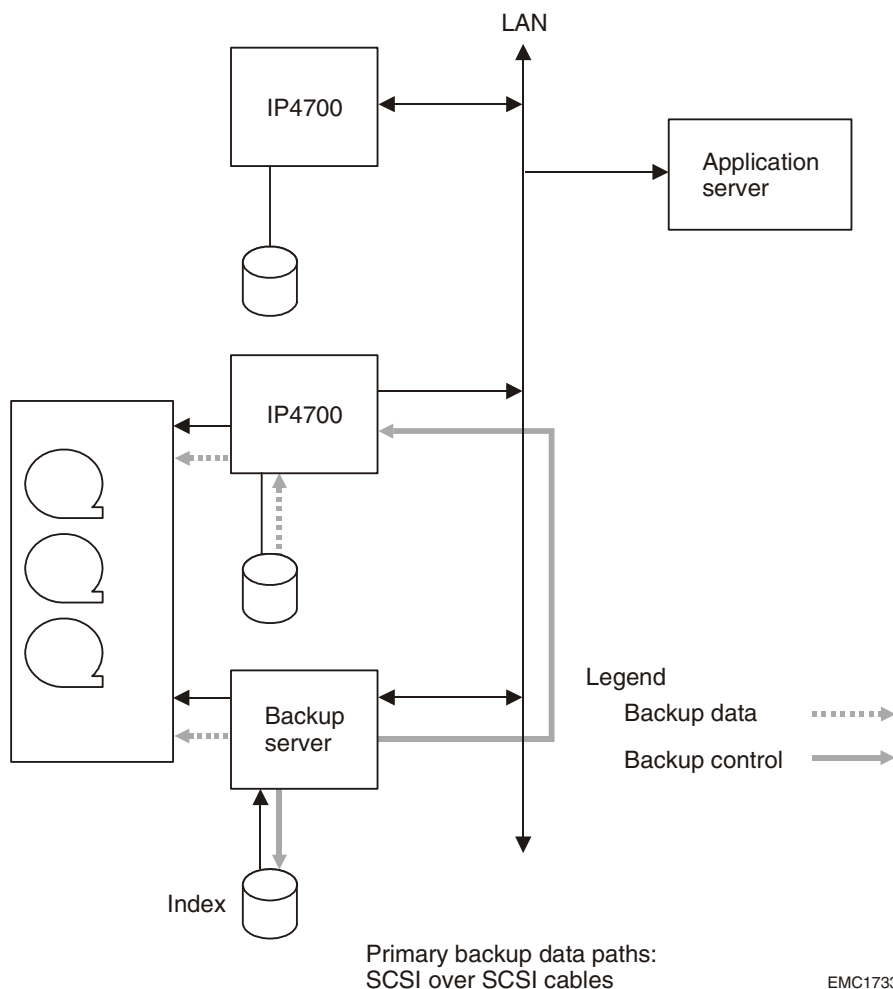 LAN
IP4700
Application
server
IP4700
Backup
server
Legend
Backup data
Backup control
Index
Primary backup data paths:
SCSI over SCSI cables